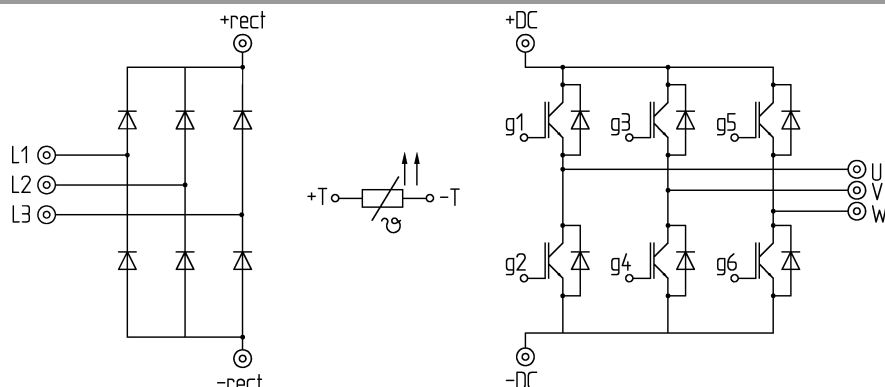 +rect
+DC
g1
g3
g5
L1
L2
L3
+T
-T
ϑ
U
V
W
g2
g4
g6
-rect
-DC